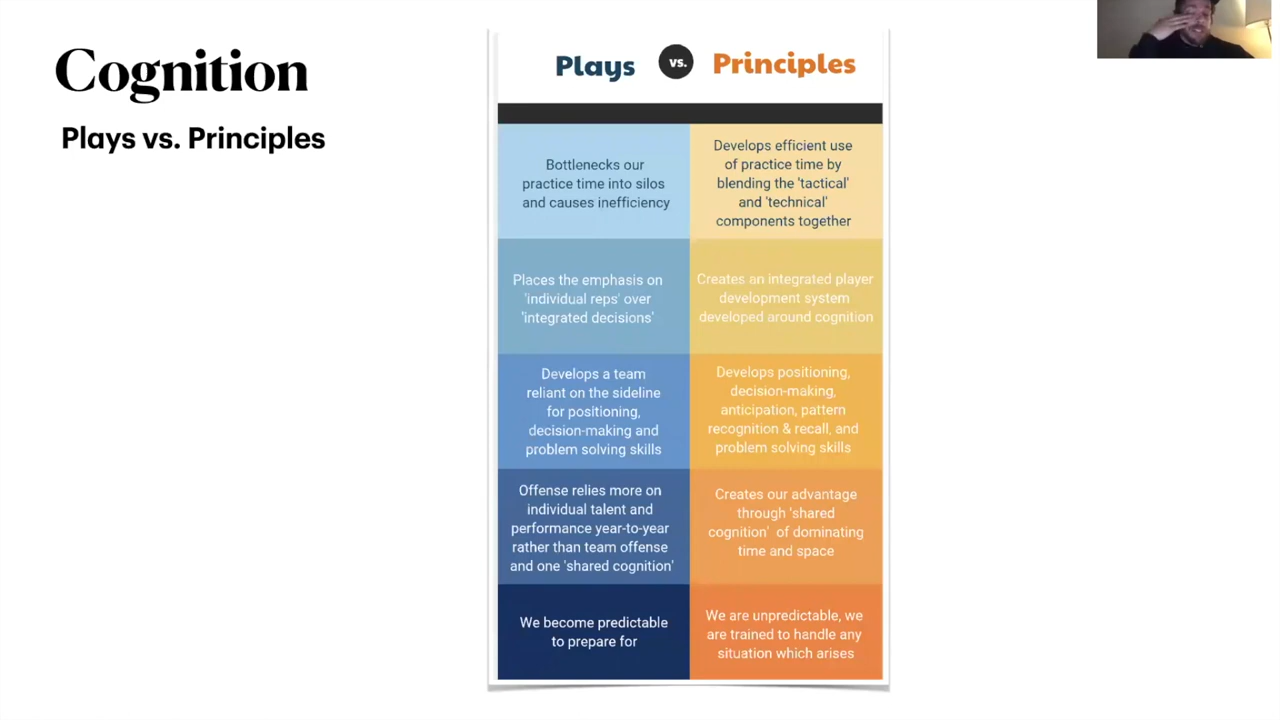 Cognition
Plays vs. Principles
Plays vs. Principles
Bottlenecks our
practice time into silos
and causes inefficiency
Develops efficient use
of practice time by
blending the 'tactical'
and 'technical'
components together
Places the emphasis on
'individual reps' over
'integrated decisions'
Creates an integrated player
development system
developed around cognition
Develops a team
reliant on the sideline
for positioning,
decision-making and
problem solving skills
Develops positioning,
decision-making,
anticipation, pattern
recognition & recall, and
problem solving skills
Offense relies more on
individual talent and
performance year-to-year
rather than team offense
and one 'shared cognition'
Creates our advantage
through 'shared
cognition' of dominating
time and space
We become predictable
to prepare for
We are unpredictable, we
are trained to handle any
situation which arises